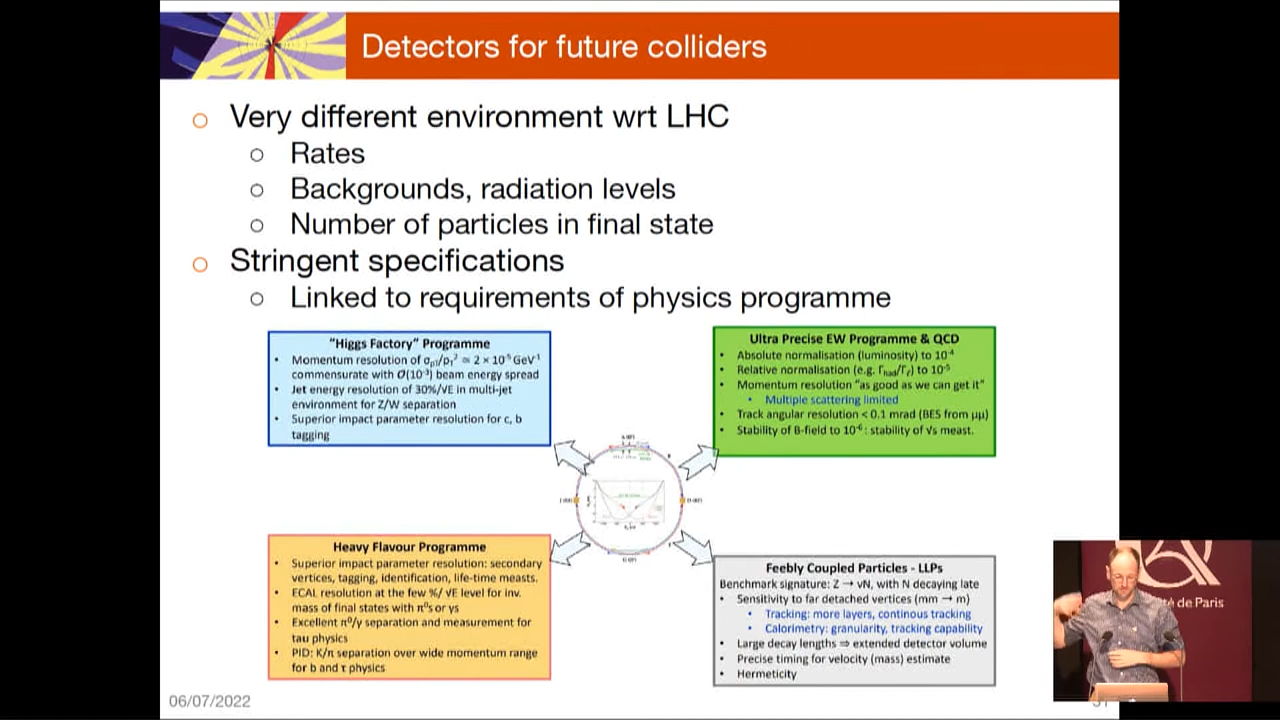 Detectors for future colliders
○ Very different environment wrt LHC
○ Rates
○ Backgrounds, radiation levels
○ Number of particles in final state
○ Stringent specifications
○ Linked to requirements of physics programme
"Higgs Factory" Programme
• Momentum resolution of σpT/pT² ≃ 2 × 10⁻⁵ GeV⁻¹
commensurate with O(10⁻³) beam energy spread
• Jet energy resolution of 30%/√E in multi-jet
environment for Z/W separation
• Superior impact parameter resolution for c, b
tagging
Ultra Precise EW Programme & QCD
• Absolute normalisation (luminosity) to 10⁻⁴
• Relative normalisation (e.g. Γhad/Γℓ) to 10⁻⁵
• Momentum resolution "as good as we can get it"
• Multiple scattering limited
• Track angular resolution < 0.1 mrad (BES from μμ)
• Stability of B-field to 10⁻⁶ : stability of √s meast.
Heavy Flavour Programme
• Superior impact parameter resolution: secondary
vertices, tagging, identification, life-time measts.
• ECAL resolution at the few %/ √E level for inv.
mass of final states with π⁰s or γs
• Excellent π⁰/γ separation and measurement for
tau physics
• PID: K/π separation over wide momentum range
for b and τ physics
Feebly Coupled Particles - LLPs
Benchmark signature: Z → νN, with N decaying late
• Sensitivity to far detached vertices (mm → m)
• Tracking: more layers, continous tracking
• Calorimetry: granularity, tracking capability
• Large decay lengths ⇒ extended detector volume
• Precise timing for velocity (mass) estimate
• Hermeticity
té de Paris
06/07/2022